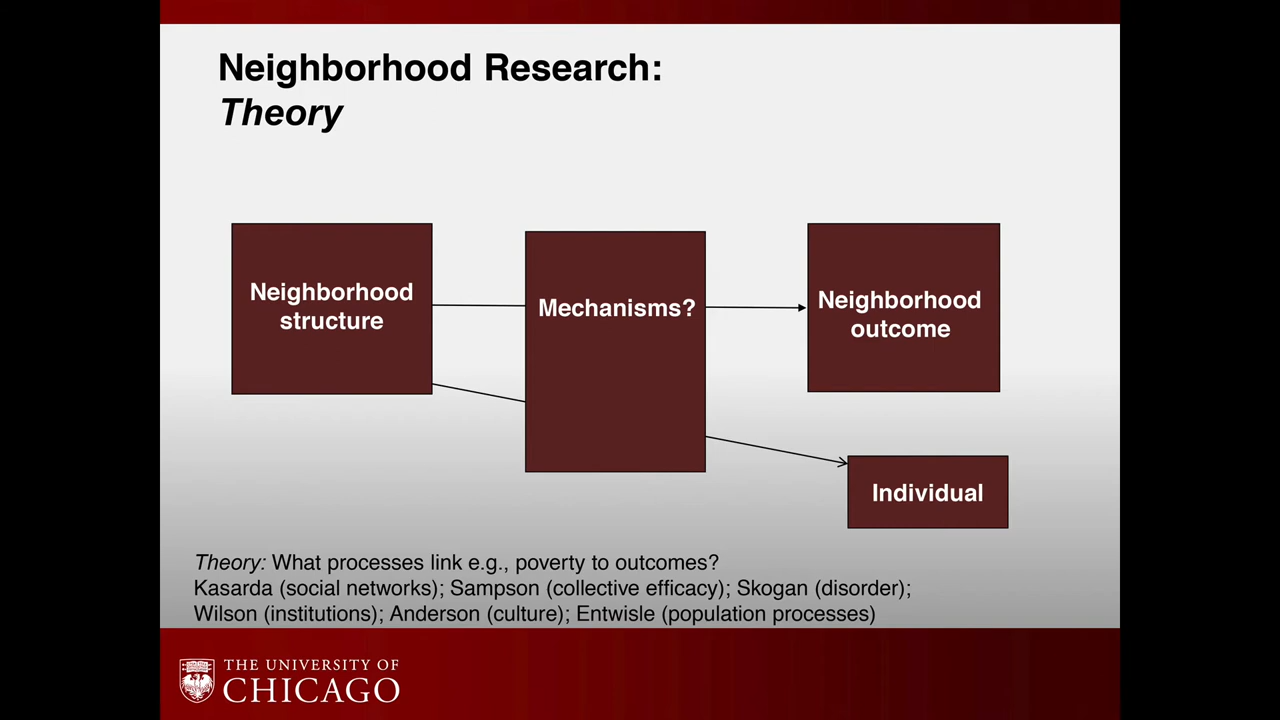 Neighborhood Research:
Theory
Neighborhood
structure
Mechanisms?
Neighborhood
outcome
Individual
Theory: What processes link e.g., poverty to outcomes?
Kasarda (social networks); Sampson (collective efficacy); Skogan (disorder);
Wilson (institutions); Anderson (culture); Entwisle (population processes)
THE UNIVERSITY OF
CHICAGO